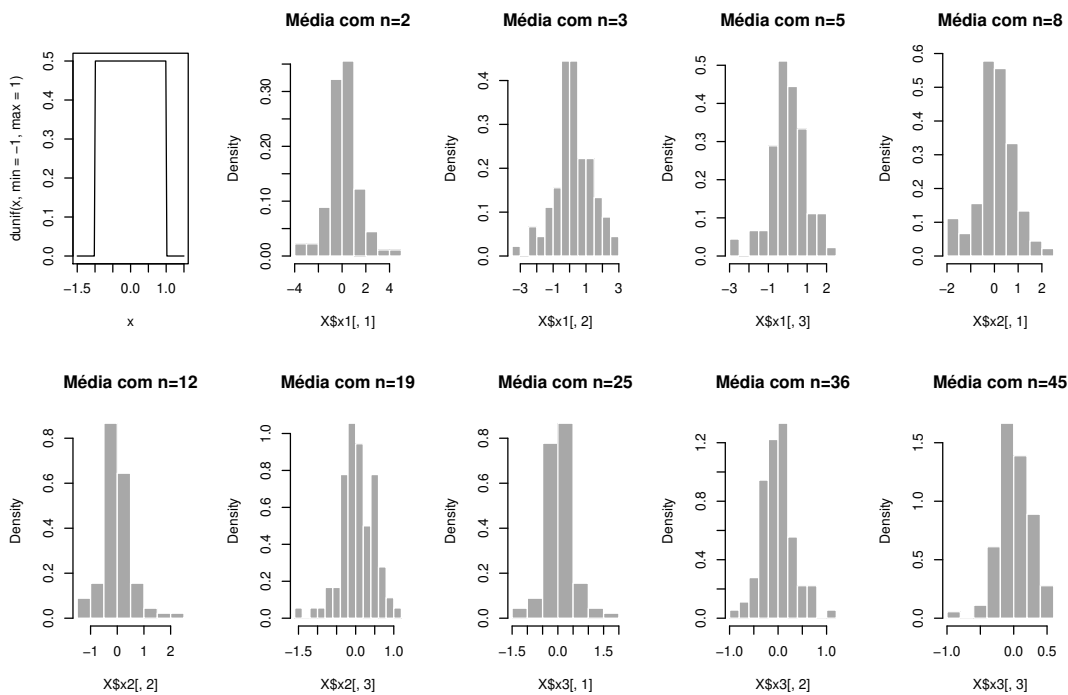 Média com n=2
Média com n=3
Média com n=5
Média com n=8
dunif(x, min = −1, max = 1)
0.0 0.1 0.2 0.3 0.4 0.5
−1.5 0.0 1.0
x
Density
0.00 0.10 0.20 0.30
−4 0 2 4
X$x1[, 1]
Density
0.0 0.1 0.2 0.3 0.4
−3 −1 1 3
X$x1[, 2]
Density
0.0 0.1 0.2 0.3 0.4 0.5
−3 −1 1 2
X$x1[, 3]
Density
0.0 0.1 0.2 0.3 0.4 0.5 0.6
−2 0 1 2
X$x2[, 1]
Média com n=12
Média com n=19
Média com n=25
Média com n=36
Média com n=45
Density
0.0 0.2 0.4 0.6 0.8
−1 0 1 2
X$x2[, 2]
Density
0.0 0.2 0.4 0.6 0.8 1.0
−1.5 0.0 1.0
X$x2[, 3]
Density
0.0 0.2 0.4 0.6 0.8
−1.5 0.0 1.5
X$x3[, 1]
Density
0.0 0.4 0.8 1.2
−1.0 0.0 1.0
X$x3[, 2]
Density
0.0 0.5 1.0 1.5
−1.0 0.0 0.5
X$x3[, 3]